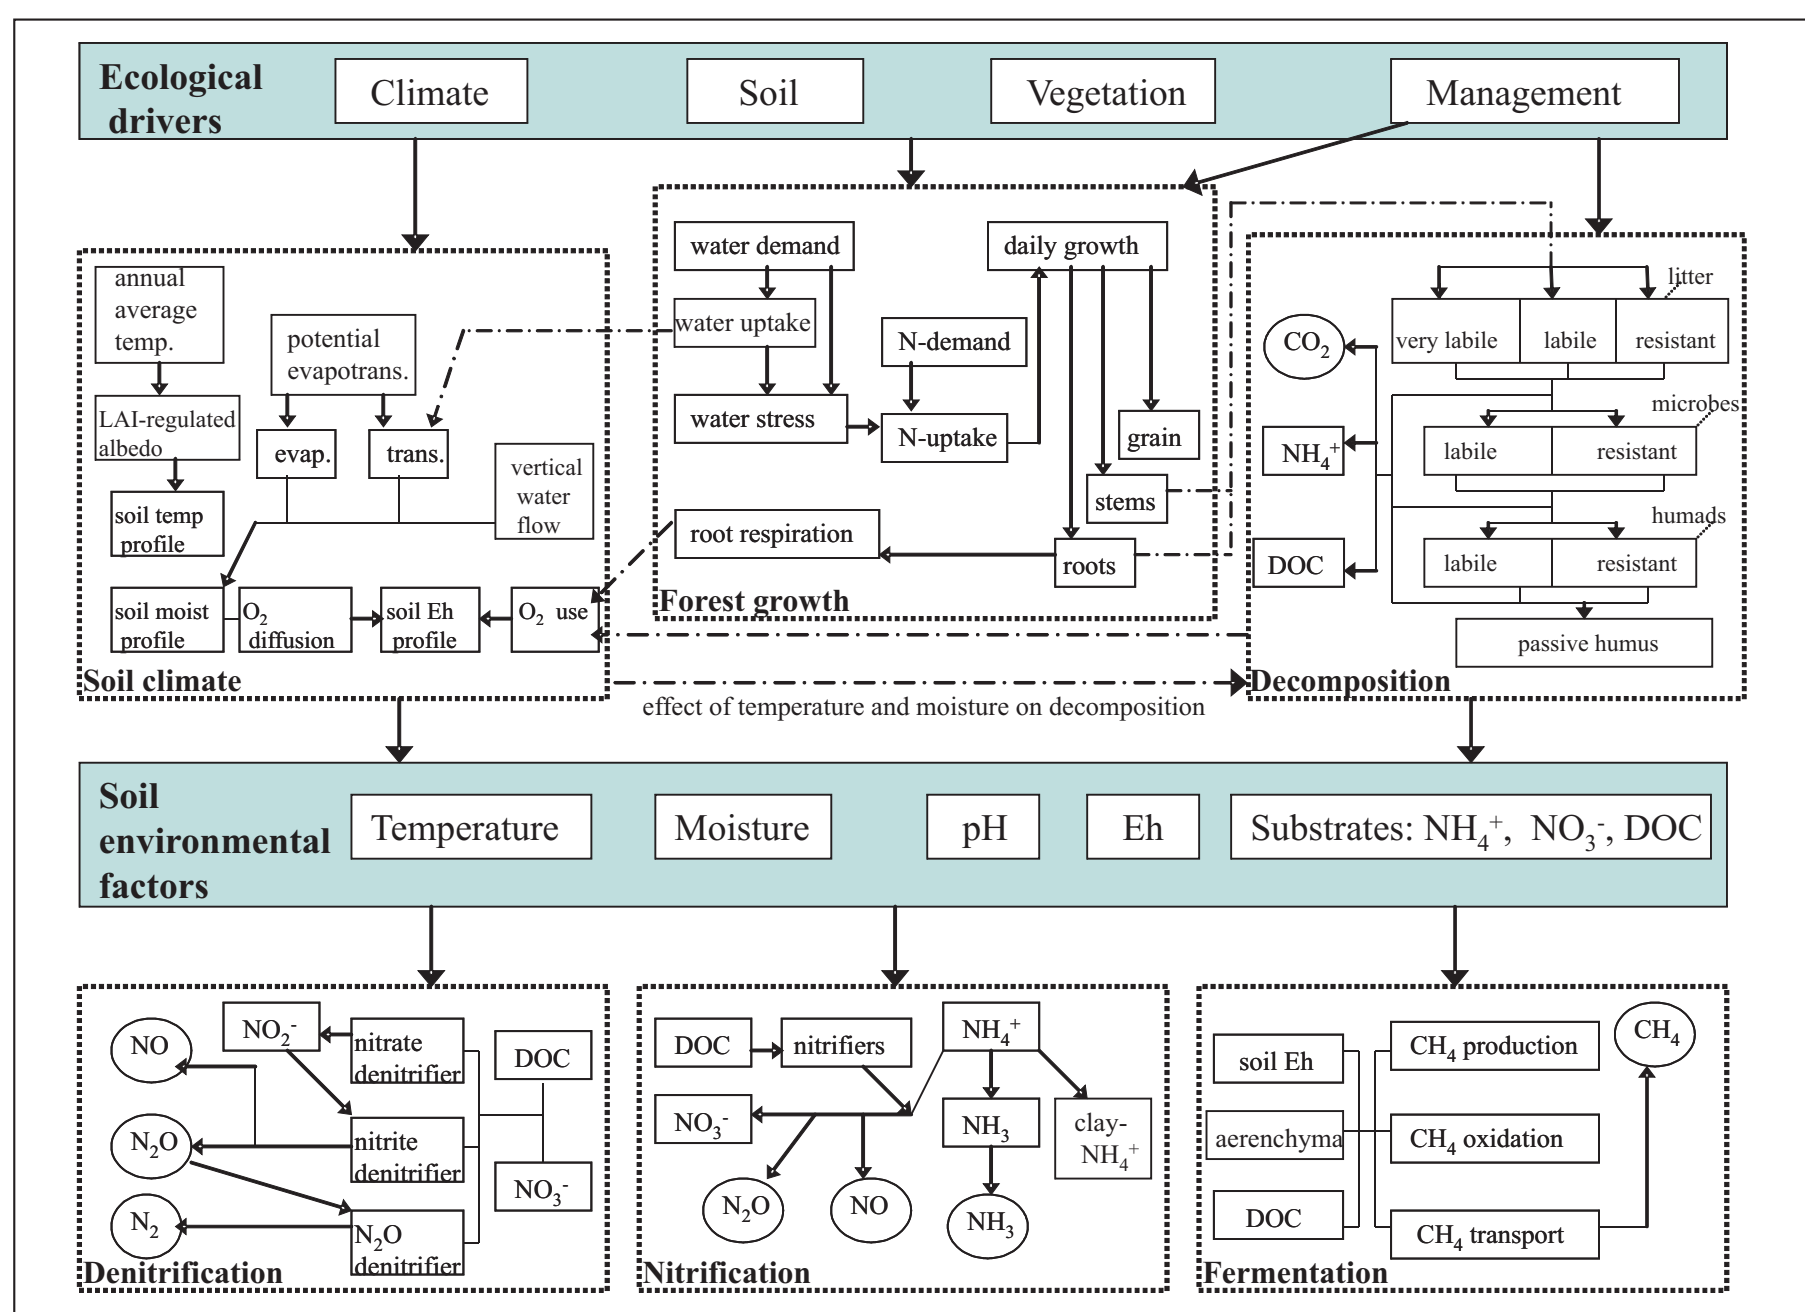 Ecological
drivers
Climate
Soil
Vegetation
Management
annual
average
temp.
LAI-regulated
albedo
soil temp
profile
potential
evapotrans.
evap.
trans.
vertical
water
flow
soil moist
profile
O₂
diffusion
soil Eh
profile
O₂ use
Soil climate
water demand
water uptake
water stress
N-demand
N-uptake
daily growth
grain
stems
roots
root respiration
Forest growth
litter
very labile
labile
resistant
microbes
labile
resistant
humads
labile
resistant
passive humus
CO₂
NH₄⁺
DOC
Decomposition
effect of temperature and moisture on decomposition
Soil
environmental
factors
Temperature
Moisture
pH
Eh
Substrates: NH₄⁺, NO₃⁻, DOC
NO
N₂O
N₂
NO₂⁻
nitrate
denitrifier
nitrite
denitrifier
N₂O
denitrifier
DOC
NO₃⁻
Denitrification
DOC
nitrifiers
NH₄⁺
NO₃⁻
NH₃
clay-
NH₄⁺
N₂O
NO
NH₃
Nitrification
soil Eh
aerenchyma
DOC
CH₄ production
CH₄ oxidation
CH₄ transport
CH₄
Fermentation